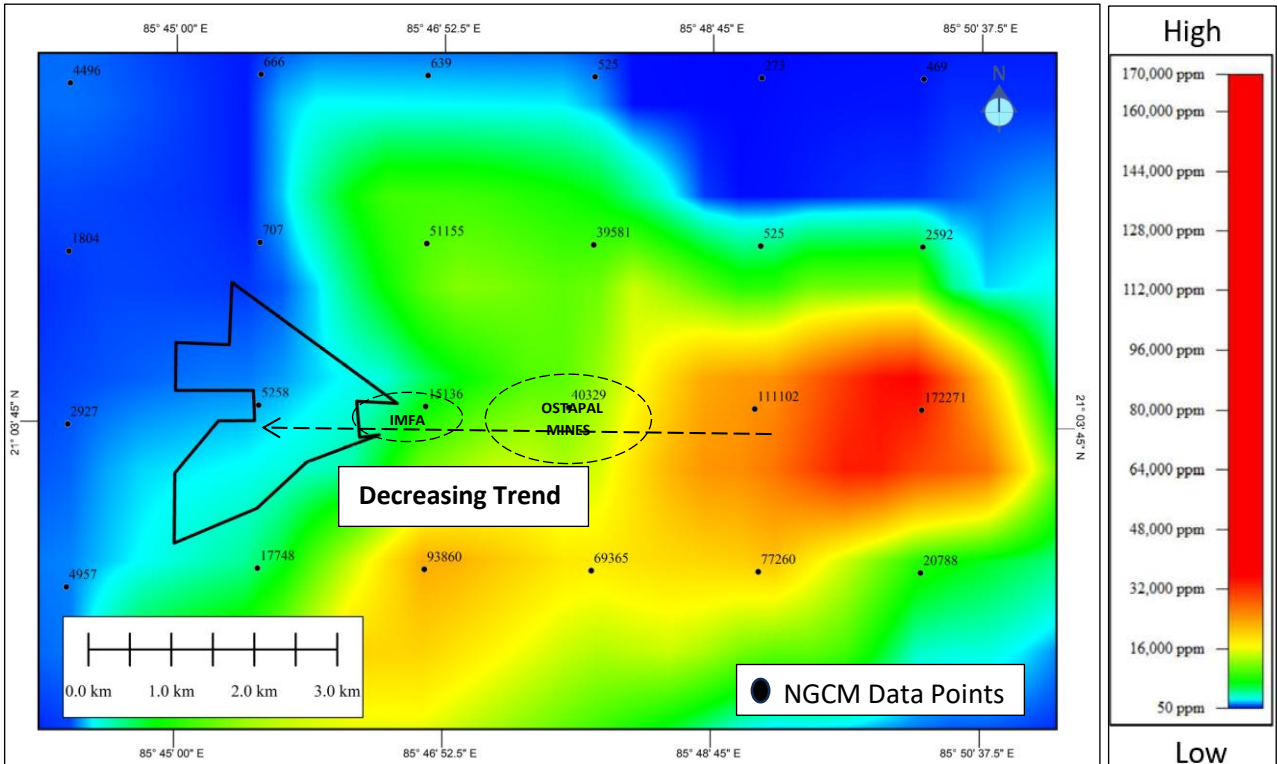 85° 45' 00" E
85° 46' 52.5" E
85° 48' 45" E
85° 50' 37.5" E
4496
666
639
525
273
469
N
1804
707
51155
39581
525
2592
21° 03' 45" N
2927
5258
15136
40329
111102
172271
21° 03' 45" N
IMFA
OSTAPAL
MINES
Decreasing Trend
4957
17748
93860
69365
77260
20788
0.0 km
1.0 km
2.0 km
3.0 km
NGCM Data Points
85° 45' 00" E
85° 46' 52.5" E
85° 48' 45" E
85° 50' 37.5" E
High
170,000 ppm
160,000 ppm
144,000 ppm
128,000 ppm
112,000 ppm
96,000 ppm
80,000 ppm
64,000 ppm
48,000 ppm
32,000 ppm
16,000 ppm
50 ppm
Low